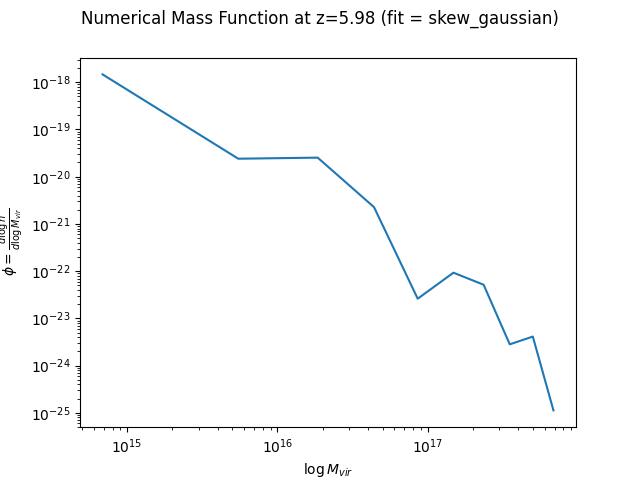 Numerical Mass Function at z=5.98 (fit = skew_gaussian)
10⁻¹⁸
10⁻¹⁹
10⁻²⁰
10⁻²¹
10⁻²²
10⁻²³
10⁻²⁴
10⁻²⁵
ϕ = dlog n / dlog M_vir
10¹⁵ 10¹⁶ 10¹⁷
log M_vir